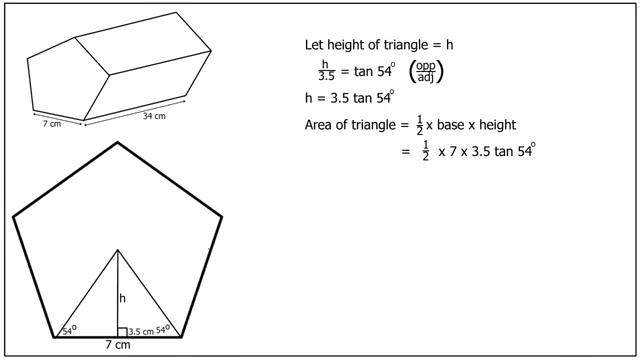 Let height of triangle = h
h/3.5 = tan 54° (opp/adj)
h = 3.5 tan 54°
Area of triangle = 1/2 x base x height
= 1/2 x 7 x 3.5 tan 54°
7 cm
34 cm
h
54°
3.5 cm
54°
7 cm